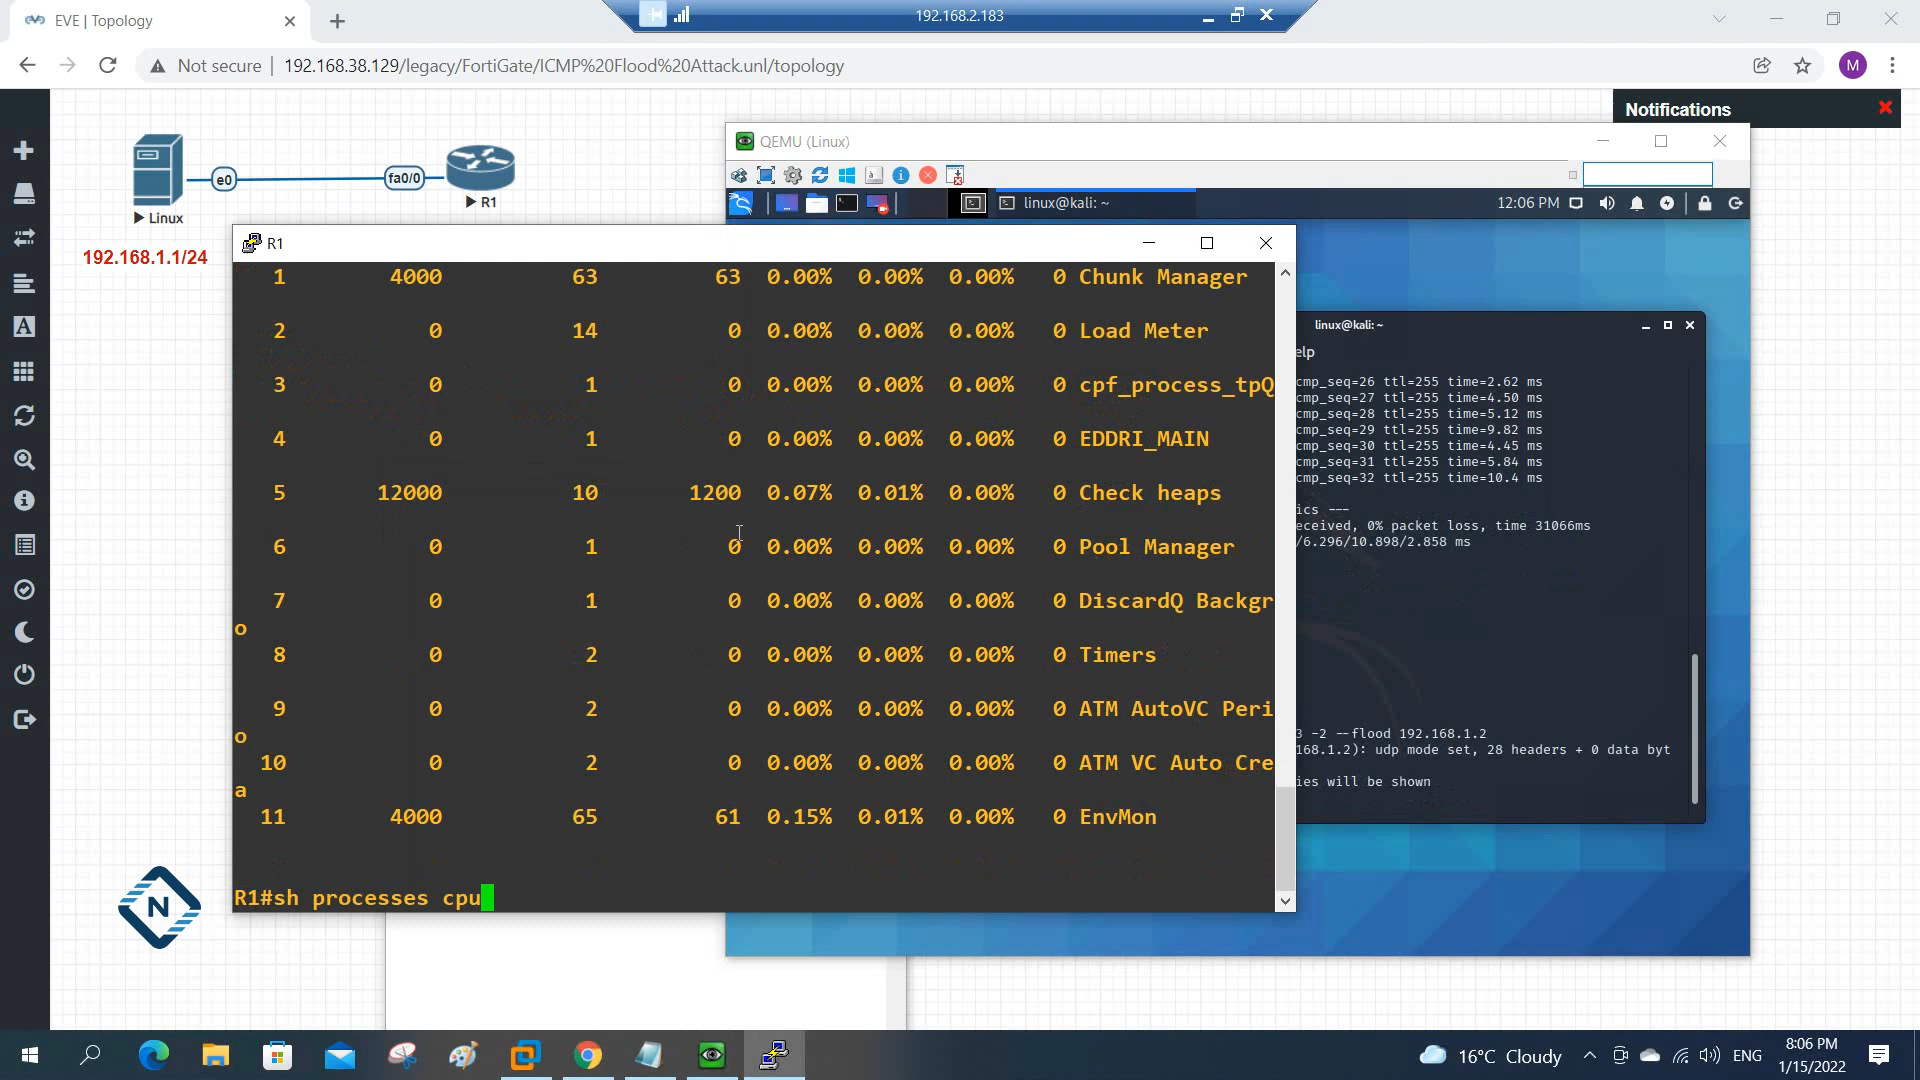 EVE | Topology
192.168.2.183
Not secure
192.168.38.129/legacy/FortiGate/ICMP%20Flood%20Attack.unl/topology
M
Notifications
e0
fa0/0
Linux
R1
192.168.1.1/24
QEMU (Linux)
linux@kali: ~
12:06 PM
R1
1 4000 63 63 0.00% 0.00% 0.00% 0 Chunk Manager
2 0 14 0 0.00% 0.00% 0.00% 0 Load Meter
3 0 1 0 0.00% 0.00% 0.00% 0 cpf_process_tpQ
4 0 1 0 0.00% 0.00% 0.00% 0 EDDRI_MAIN
5 12000 10 1200 0.07% 0.01% 0.00% 0 Check heaps
6 0 1 0 0.00% 0.00% 0.00% 0 Pool Manager
7 0 1 0 0.00% 0.00% 0.00% 0 DiscardQ Backgr
o
8 0 2 0 0.00% 0.00% 0.00% 0 Timers
9 0 2 0 0.00% 0.00% 0.00% 0 ATM AutoVC Peri
o
10 0 2 0 0.00% 0.00% 0.00% 0 ATM VC Auto Cre
a
11 4000 65 61 0.15% 0.01% 0.00% 0 EnvMon
R1#sh processes cpu
linux@kali: ~
elp
cmp_seq=26 ttl=255 time=2.62 ms
cmp_seq=27 ttl=255 time=4.50 ms
cmp_seq=28 ttl=255 time=5.12 ms
cmp_seq=29 ttl=255 time=9.82 ms
cmp_seq=30 ttl=255 time=4.45 ms
cmp_seq=31 ttl=255 time=5.84 ms
cmp_seq=32 ttl=255 time=10.4 ms
ics ---
eceived, 0% packet loss, time 31066ms
/6.296/10.898/2.858 ms
3 -2 --flood 192.168.1.2
168.1.2): udp mode set, 28 headers + 0 data byt
ies will be shown
N
16°C Cloudy
ENG
8:06 PM
1/15/2022